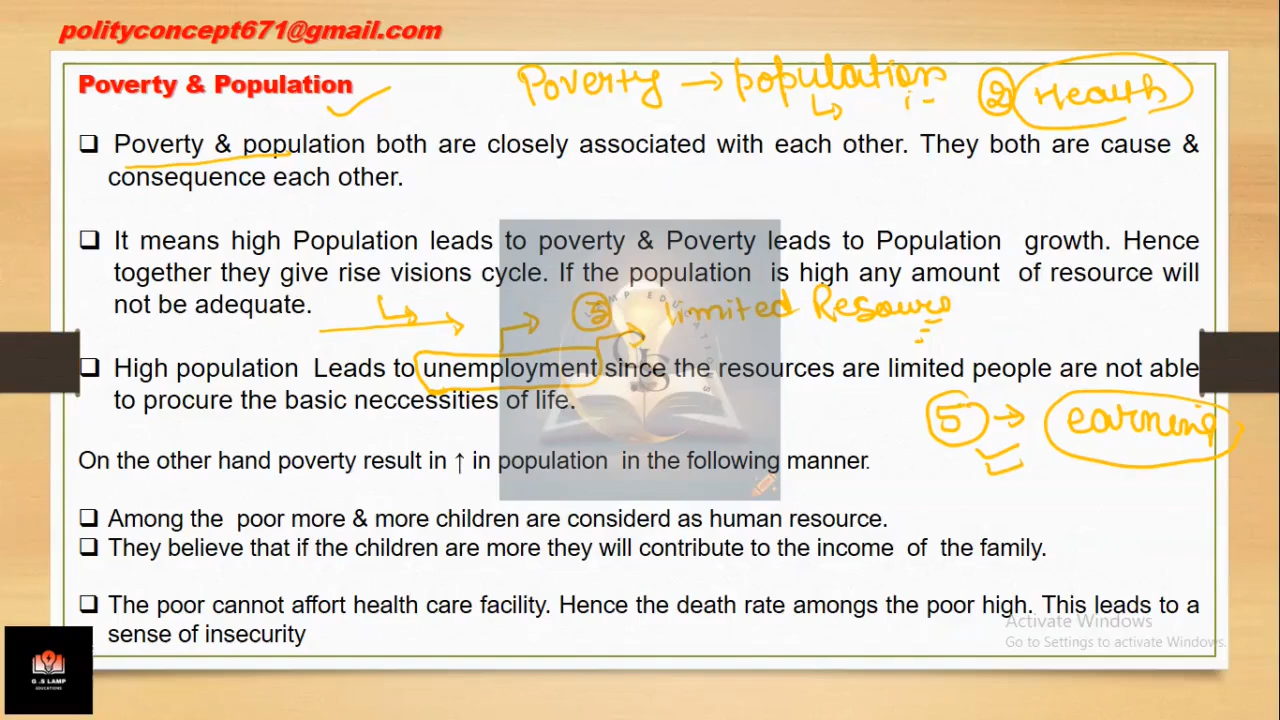 polityconcept671@gmail.com
Poverty & Population
Poverty → population
② Health
❑ Poverty & population both are closely associated with each other. They both are cause &
consequence each other.
❑ It means high Population leads to poverty & Poverty leads to Population growth. Hence
together they give rise visions cycle. If the population is high any amount of resource will
not be adequate.
limited Resource
❑ High population Leads to unemployment since the resources are limited people are not able
to procure the basic neccessities of life.
5 → earning
On the other hand poverty result in ↑ in population in the following manner.
❑ Among the poor more & more children are considerd as human resource.
❑ They believe that if the children are more they will contribute to the income of the family.
❑ The poor cannot affort health care facility. Hence the death rate amongs the poor high. This leads to a
sense of insecurity
Activate Windows
Go to Settings to activate Windows.
G .S LAMP
EDUCATIONS